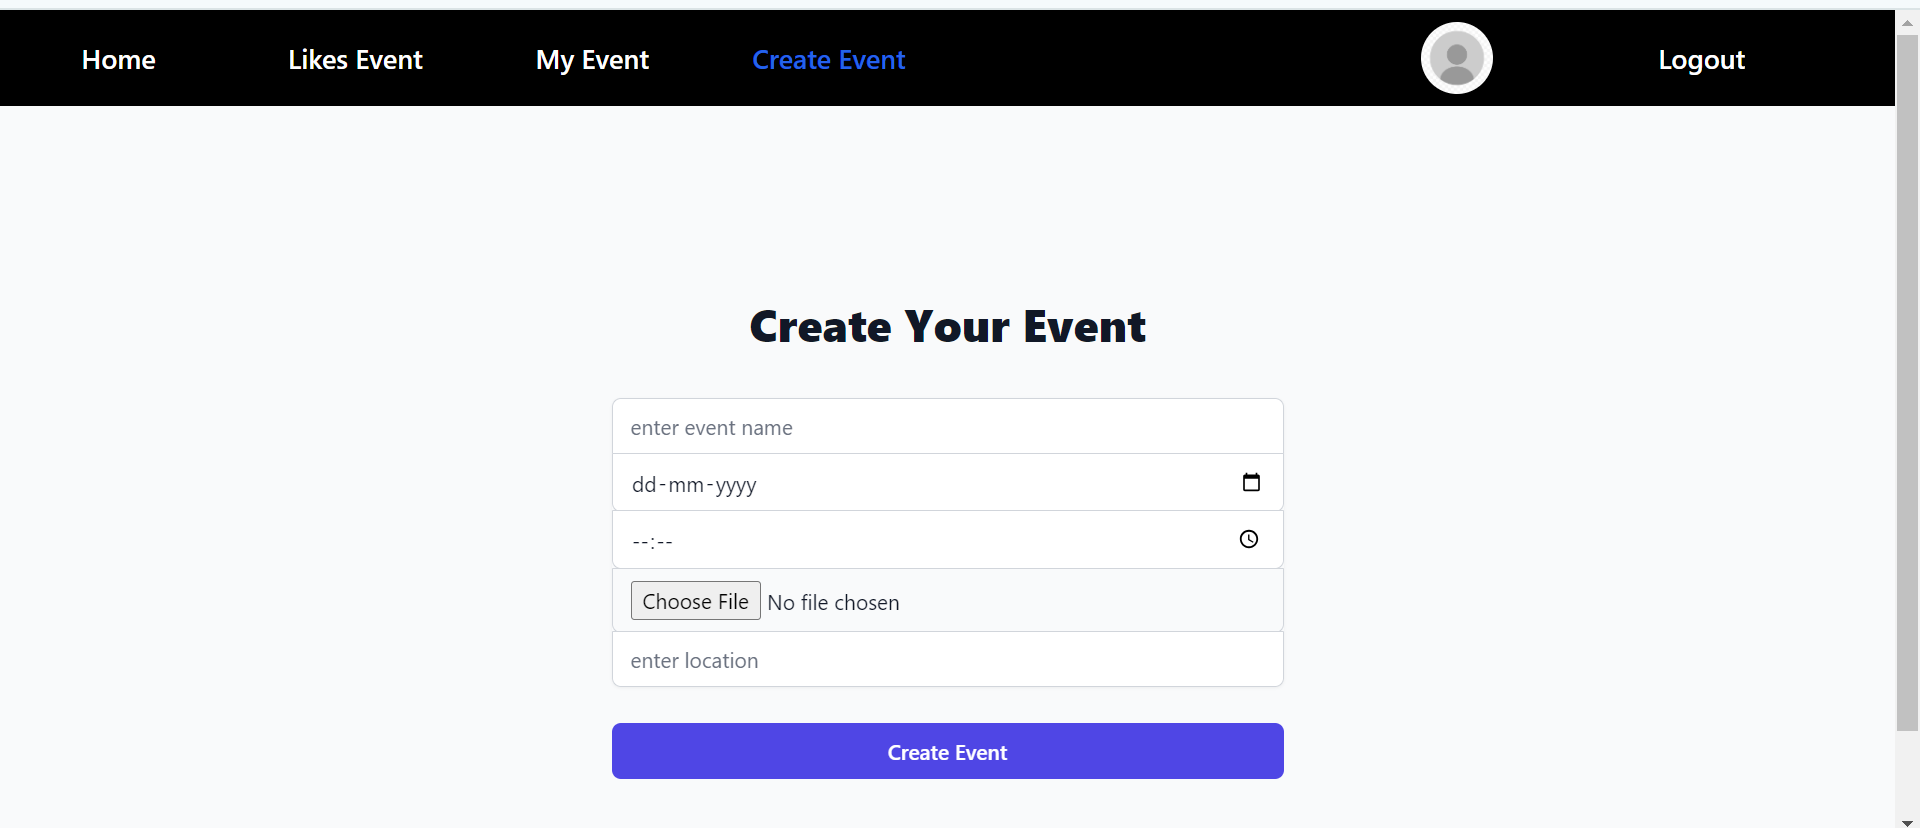 Home Likes Event My Event Create Event Logout
Create Your Event
enter event name
dd-mm-yyyy
--:--
Choose File No file chosen
enter location
Create Event